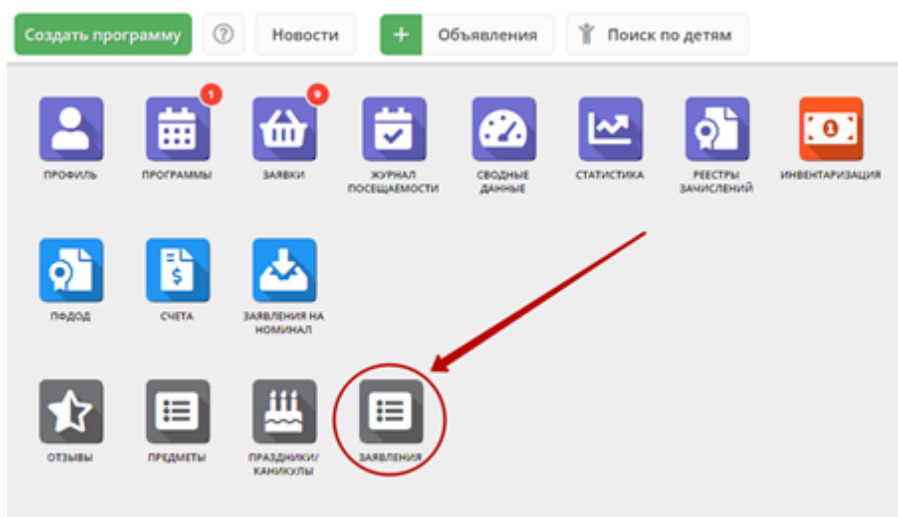 Создать программу ? Новости + Объявления Поиск по детям
1 9
ПРОФИЛЬ ПРОГРАММЫ ЗАЯВКИ ЖУРНАЛ ПОСЕЩАЕМОСТИ СВОДНЫЕ ДАННЫЕ СТАТИСТИКА РЕЕСТРЫ ЗАЧИСЛЕНИЙ ИНВЕНТАРИЗАЦИЯ
ПФДОД СЧЕТА ЗАЯВЛЕНИЯ НА НОМИНАЛ
ОТЗЫВЫ ПРЕДМЕТЫ ПРАЗДНИКИ/ КАНИКУЛЫ ЗАЯВЛЕНИЯ